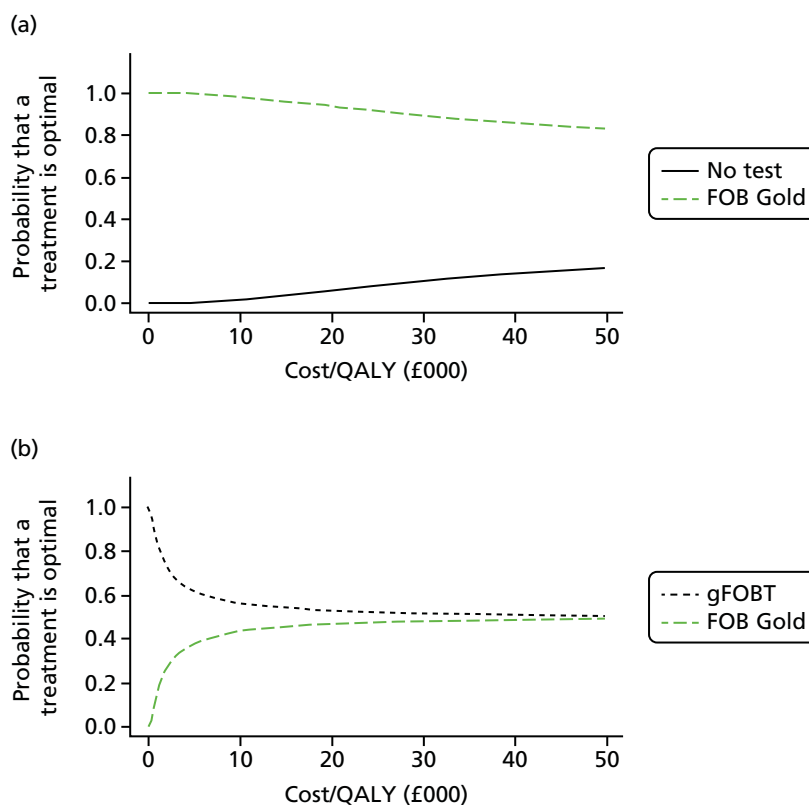 (a)
Probability that a
treatment is optimal
1.0
0.8
0.6
0.4
0.2
0.0
0 10 20 30 40 50
Cost/QALY (£000)
No test
FOB Gold
(b)
Probability that a
treatment is optimal
1.0
0.8
0.6
0.4
0.2
0.0
0 10 20 30 40 50
Cost/QALY (£000)
gFOBT
FOB Gold